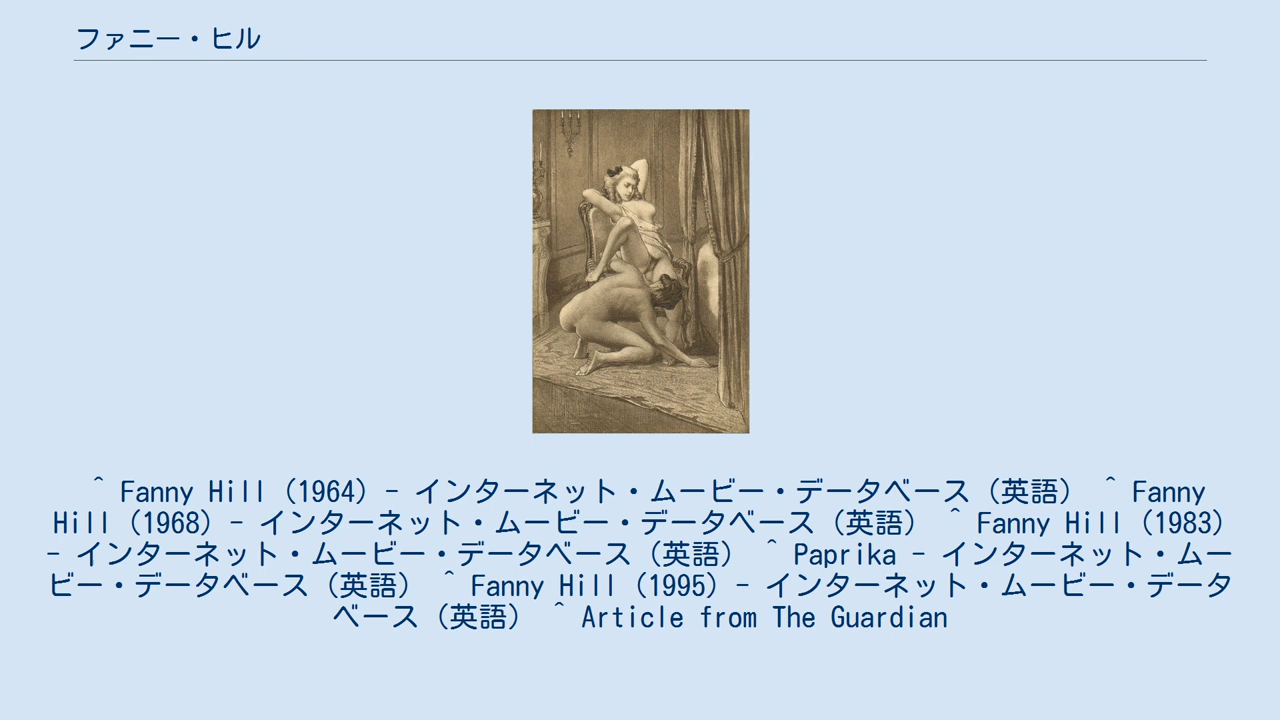 ファニー・ヒル
^ Fanny Hill (1964) - インターネット・ムービー・データベース(英語) ^ Fanny
Hill (1968) - インターネット・ムービー・データベース(英語) ^ Fanny Hill (1983)
- インターネット・ムービー・データベース(英語) ^ Paprika - インターネット・ムー
ビー・データベース(英語) ^ Fanny Hill (1995) - インターネット・ムービー・データ
ベース(英語) ^ Article from The Guardian